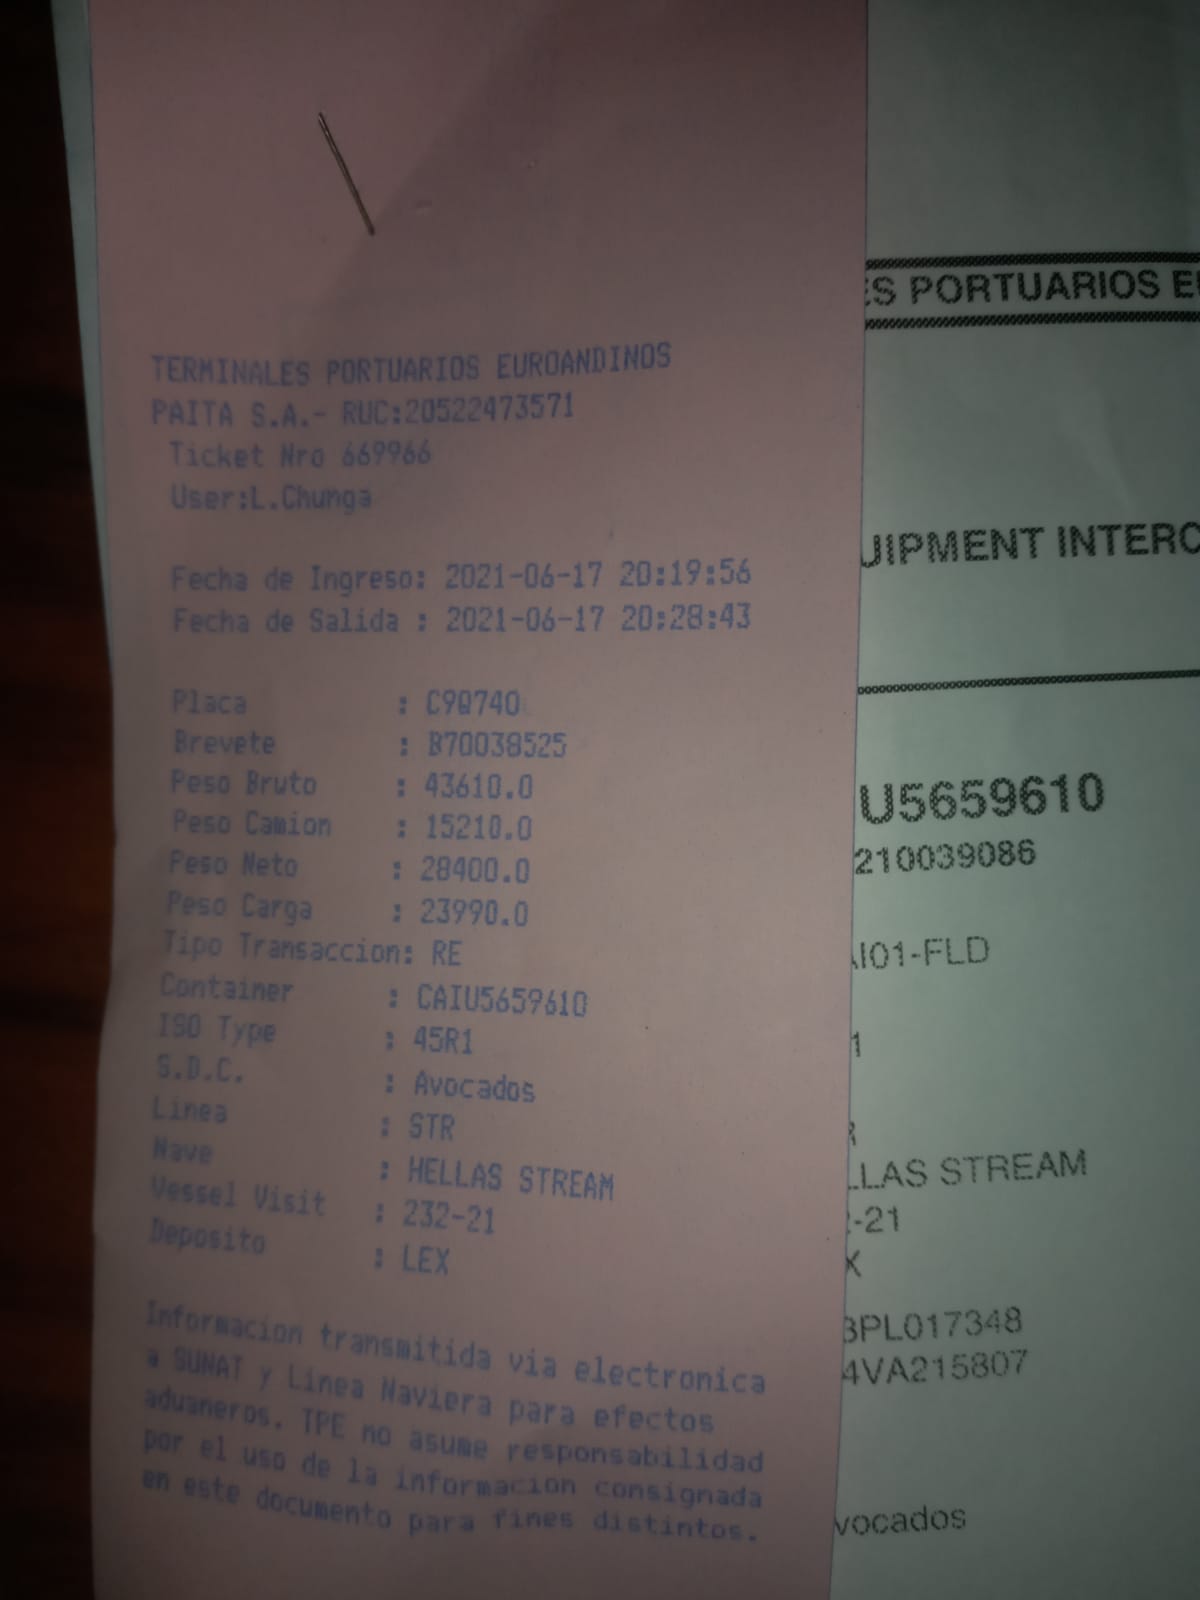 TERMINALES PORTUARIOS EUROANDINOS
PAITA S.A.- RUC:20522473571
Ticket Nro 669966
User:L.Chunga
Fecha de Ingreso: 2021-06-17 20:19:56
Fecha de Salida : 2021-06-17 20:28:43
Placa : C9Q740
Brevete : B70038525
Peso Bruto : 43610.0
Peso Camion : 15210.0
Peso Neto : 28400.0
Peso Carga : 23990.0
Tipo Transaccion: RE
Container : CAIU5659610
ISO Type : 45R1
S.D.C. : Avocados
Linea : STR
Nave : HELLAS STREAM
Vessel Visit : 232-21
Deposito : LEX
Informacion transmitida via electronica
a SUNAT y Linea Naviera para efectos
aduaneros. TPE no asume responsabilidad
por el uso de la informacion consignada
en este documento para fines distintos.
ES PORTUARIOS E
UIPMENT INTERC
U5659610
210039086
AI01-FLD
1
R
LLAS STREAM
-21
X
3PL017348
4VA215807
vocados